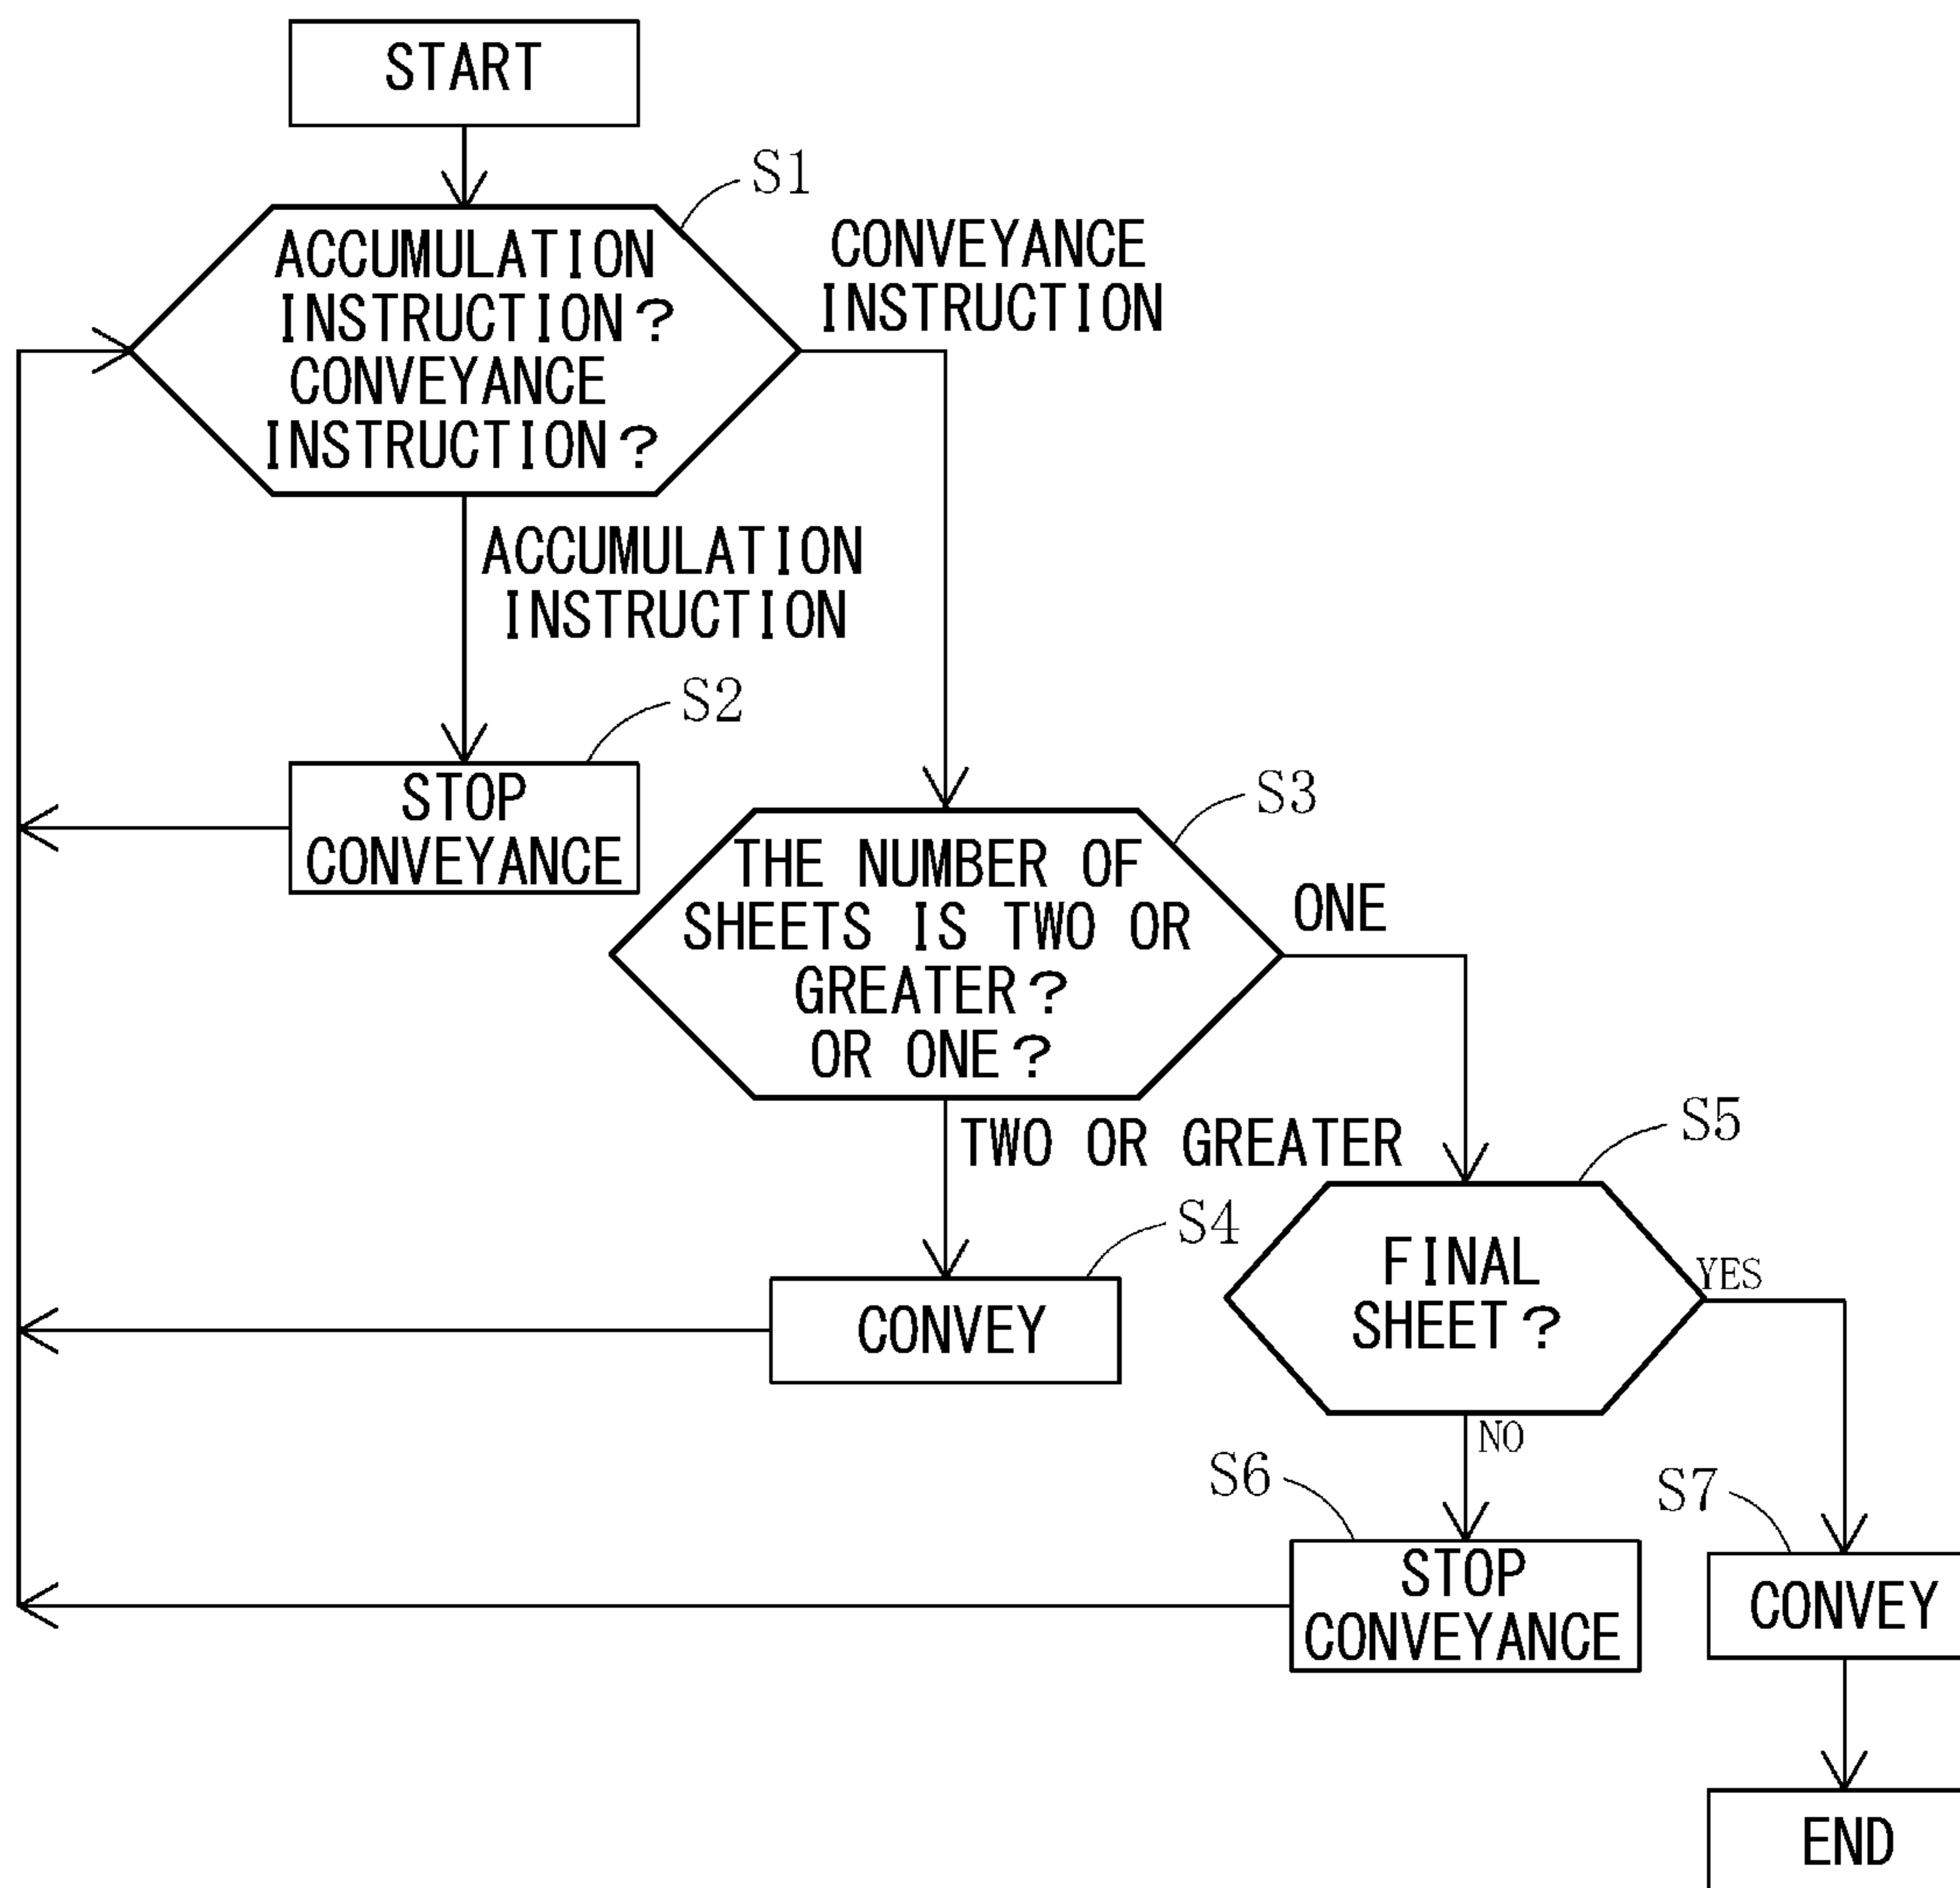 START
S1
ACCUMULATION
INSTRUCTION?
CONVEYANCE
INSTRUCTION?
CONVEYANCE
INSTRUCTION
ACCUMULATION
INSTRUCTION
S2
STOP
CONVEYANCE
S3
THE NUMBER OF
SHEETS IS TWO OR
GREATER?
OR ONE?
ONE
TWO OR GREATER
S4
CONVEY
S5
FINAL
SHEET?
YES
NO
S6
STOP
CONVEYANCE
S7
CONVEY
END